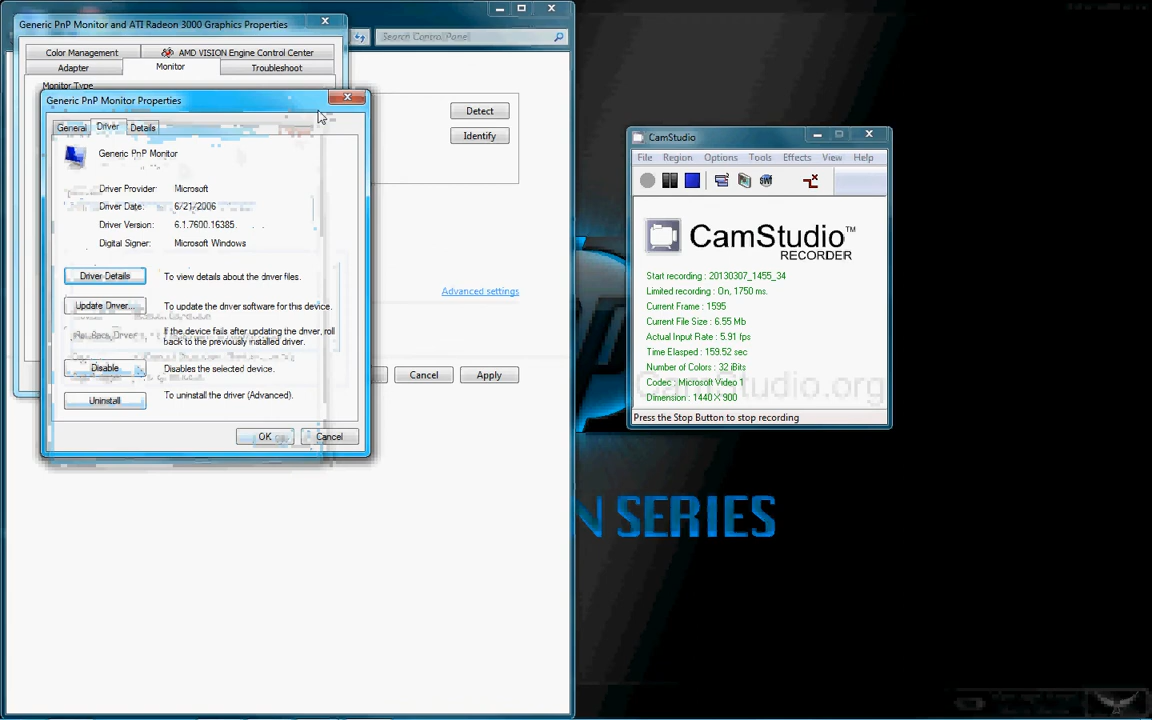 Generic PnP Monitor and ATI Radeon 3000 Graphics Properties
Search Control Panel
Color Management
AMD VISION Engine Control Center
Adapter
Monitor
Troubleshoot
Monitor Type
Generic PnP Monitor Properties
General
Driver
Details
Generic PnP Monitor
Driver Provider:
Microsoft
Driver Date:
6/21/2006
Driver Version:
6.1.7600.16385
Digital Signer:
Microsoft Windows
Driver Details
To view details about the driver files.
Update Driver...
To update the driver software for this device.
Roll Back Driver
If the device fails after updating the driver, roll
back to the previously installed driver.
Disable
Disables the selected device.
Uninstall
To uninstall the driver (Advanced).
OK
Cancel
Detect
Identify
Advanced settings
Cancel
Apply
CamStudio
File Region Options Tools Effects View Help
CamStudio™
RECORDER
Start recording : 20130307_1455_34
Limited recording : On, 1750 ms.
Current Frame : 1595
Current File Size : 6.55 Mb
Actual Input Rate : 5.91 fps
Time Elasped : 159.52 sec
Number of Colors : 32 iBits
Codec : Microsoft Video 1
Dimension : 1440 X 900
CamStudio.org
Press the Stop Button to stop recording
N SERIES